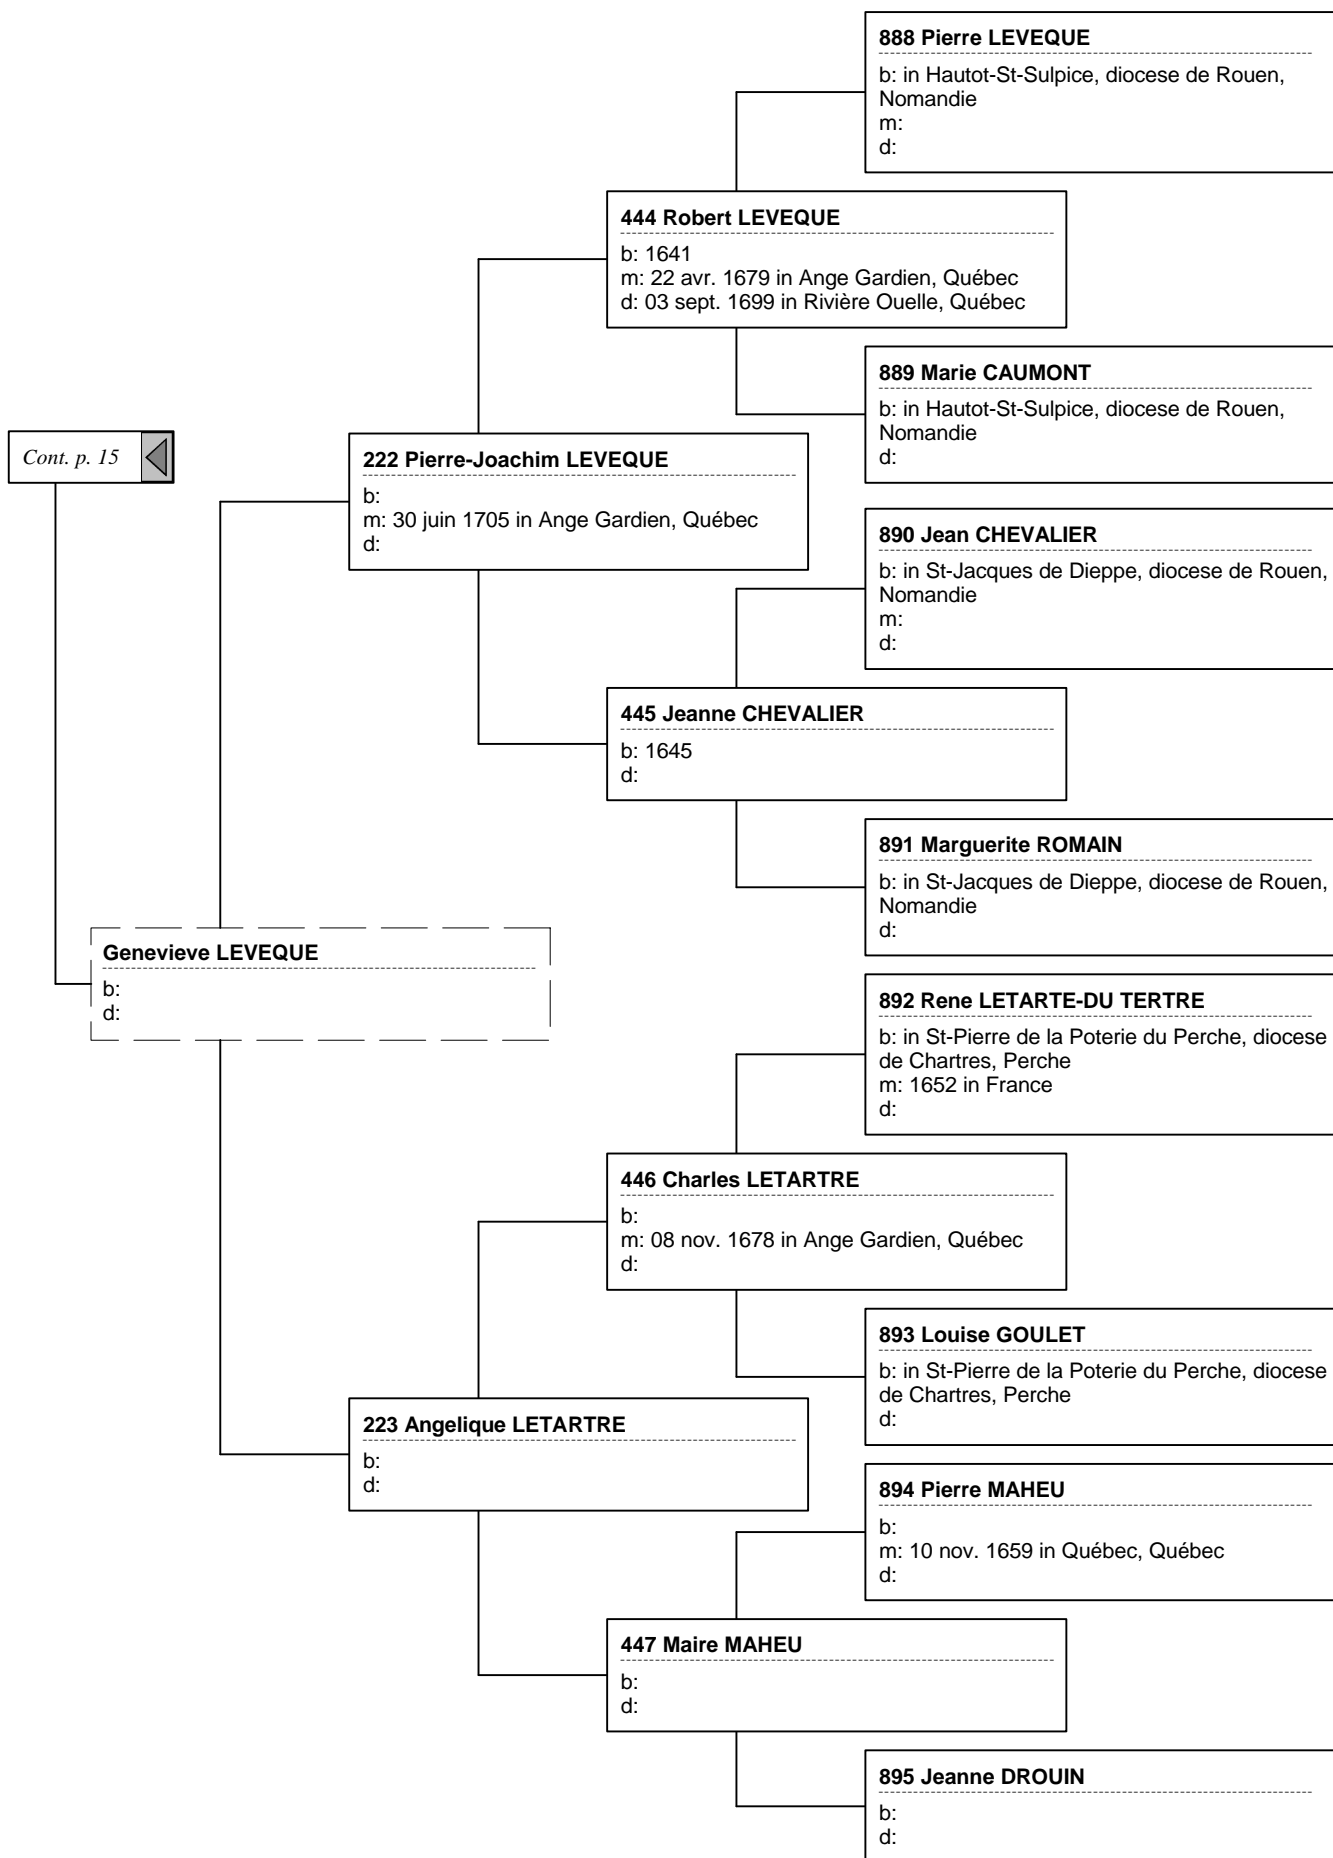 888 Pierre LEVEQUE
b: in Hautot-St-Sulpice, diocese de Rouen,
Nomandie
m:
d:
444 Robert LEVEQUE
b: 1641
m: 22 avr. 1679 in Ange Gardien, Québec
d: 03 sept. 1699 in Rivière Ouelle, Québec
889 Marie CAUMONT
b: in Hautot-St-Sulpice, diocese de Rouen,
Nomandie
d:
Cont. p. 15
222 Pierre-Joachim LEVEQUE
b:
m: 30 juin 1705 in Ange Gardien, Québec
d:
890 Jean CHEVALIER
b: in St-Jacques de Dieppe, diocese de Rouen,
Nomandie
m:
d:
445 Jeanne CHEVALIER
b: 1645
d:
891 Marguerite ROMAIN
b: in St-Jacques de Dieppe, diocese de Rouen,
Nomandie
d:
Genevieve LEVEQUE
b:
d:
892 Rene LETARTE-DU TERTRE
b: in St-Pierre de la Poterie du Perche, diocese
de Chartres, Perche
m: 1652 in France
d:
446 Charles LETARTRE
b:
m: 08 nov. 1678 in Ange Gardien, Québec
d:
893 Louise GOULET
b: in St-Pierre de la Poterie du Perche, diocese
de Chartres, Perche
d:
223 Angelique LETARTRE
b:
d:
894 Pierre MAHEU
b:
m: 10 nov. 1659 in Québec, Québec
d:
447 Maire MAHEU
b:
d:
895 Jeanne DROUIN
b:
d: